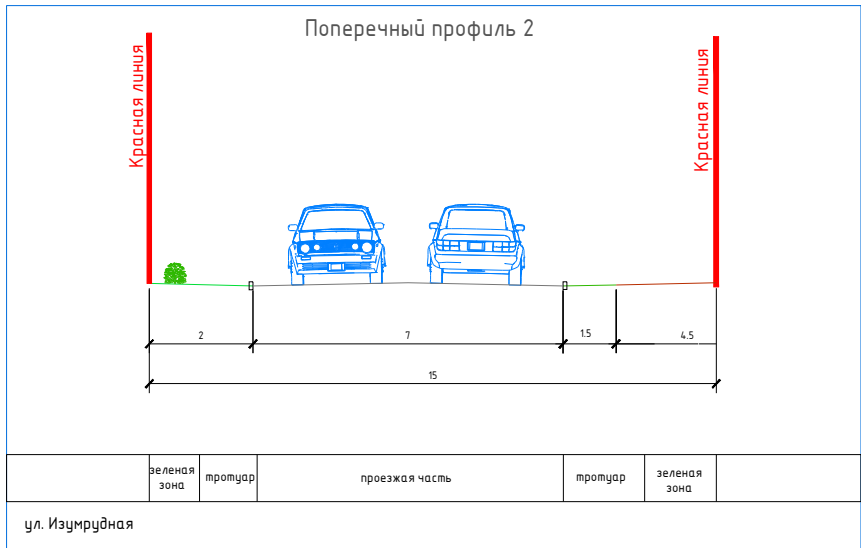 Поперечный профиль 2
Красная линия
Красная линия
2
7
1.5
4.5
15
зеленая
зона
тротуар
проезжая часть
тротуар
зеленая
зона
ул. Изумрудная